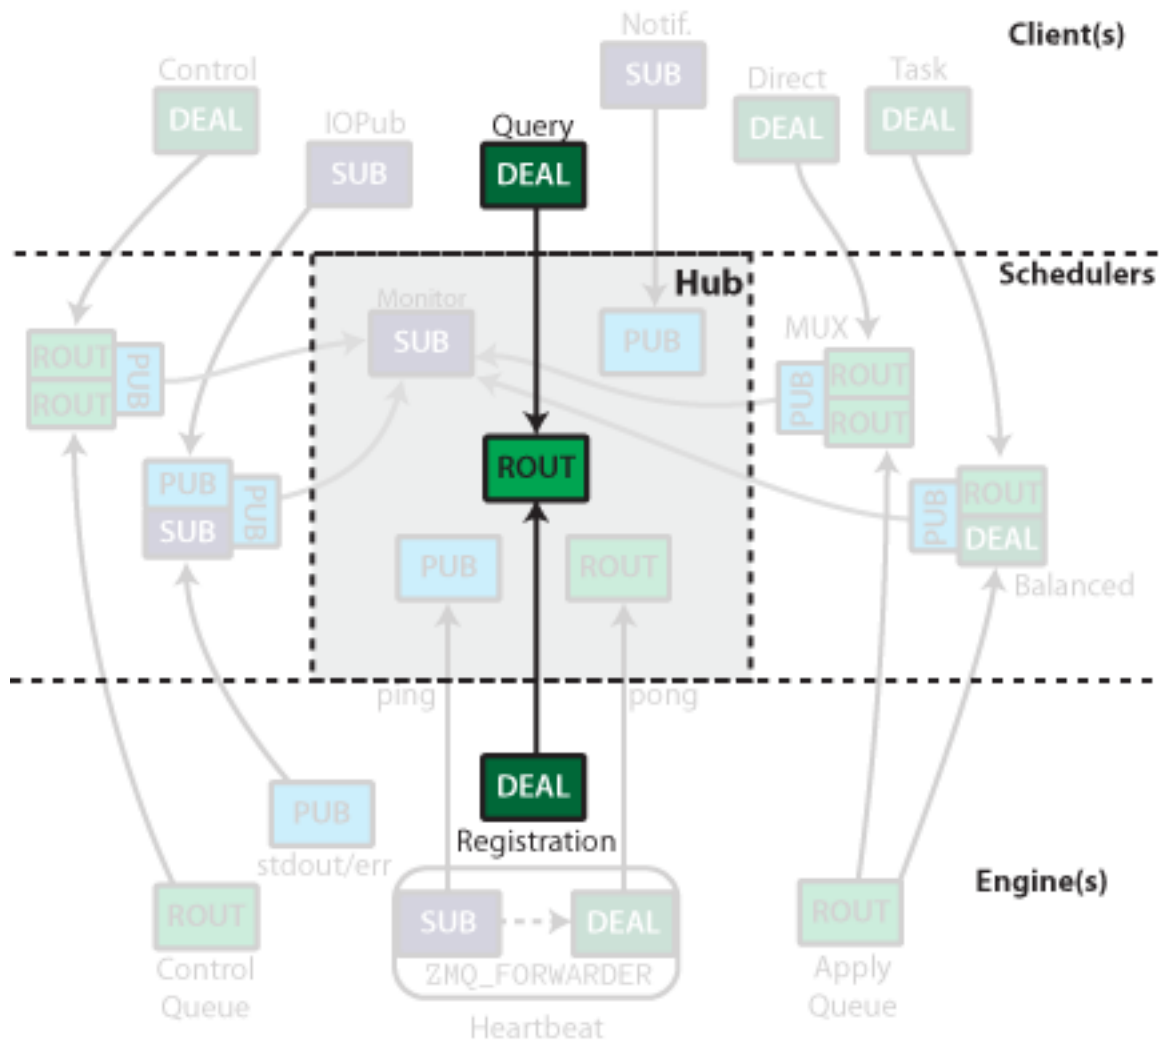 Notif.
Client(s)
Control
DEAL
SUB
Direct
DEAL
Task
DEAL
IOPub
SUB
Query
DEAL
Schedulers
Hub
Monitor
SUB
PUB
MUX
ROUT
ROUT
PUB
PUB
ROUT
ROUT
ROUT
PUB
SUB
PUB
PUB
ROUT
DEAL
Balanced
PUB
ROUT
ping
pong
DEAL
Registration
PUB
stdout/err
Engine(s)
ROUT
Control
Queue
SUB
DEAL
ZMQ_FORWARDER
Heartbeat
ROUT
Apply
Queue